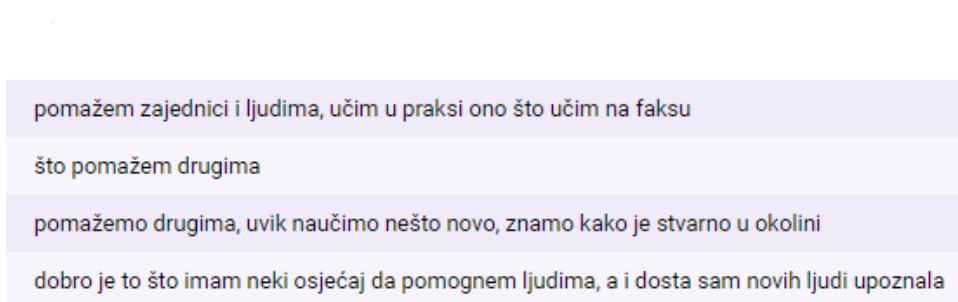 pomažem zajednici i ljudima, učim u praksi ono što učim na faksu
što pomažem drugima
pomažemo drugima, uvik naučimo nešto novo, znamo kako je stvarno u okolini
dobro je to što imam neki osjećaj da pomognem ljudima, a i dosta sam novih ljudi upoznala